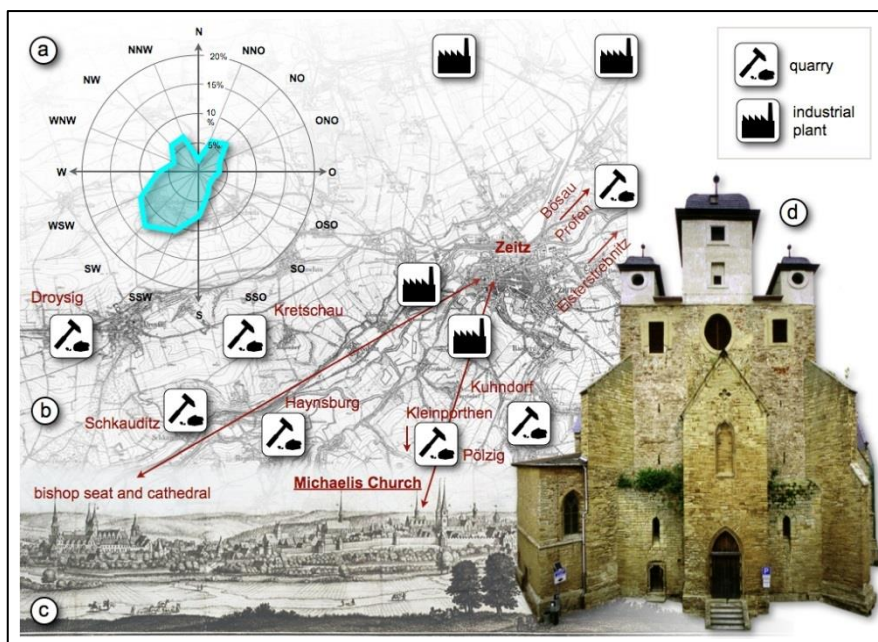 a
N
NNW
NNO
NW
NO
WNW
ONO
W
O
WSW
OSO
SW
SO
SSW
SSO
S
20%
15%
10
%
5%
quarry
industrial
plant
d
Bösau
Profen
Elsterstrebnitz
Zeitz
Droysig
Kretschau
b
Schkauditz
Haynsburg
Kuhndorf
Kleinpörthen
Pölzig
bishop seat and cathedral
Michaelis Church
c